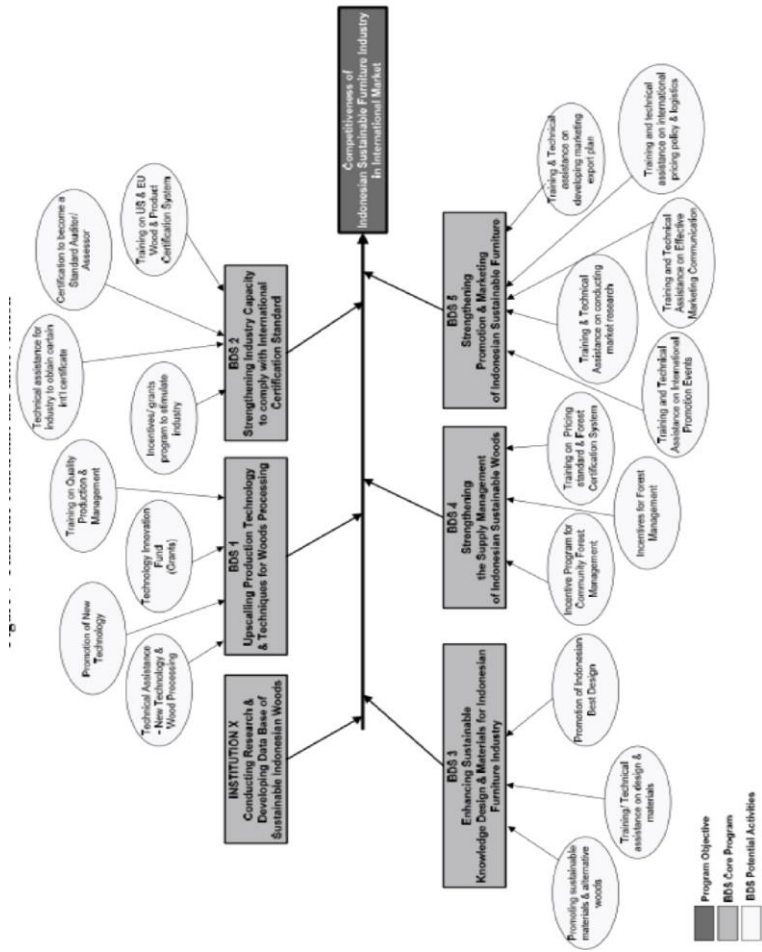 Competitiveness of
Indonesian Sustainable Furniture Industry
In International Market
Technical assistance for
Industry to obtain certain
Int'l certificate
Certification to become a
Standard Auditor/
Assessor
Training on US & EU
Wood & Product
Certification System
Incentives/ grants
program to stimulate
Industry
BDS 2
Strengthening Industry Capacity
to comply with International
Certification Standard
Promotion of New
Technology
Training on Quality
Production &
Management
Technical Assistance
- New Technology &
Wood Processing
Technology Innovation
Fund
(Grants)
BDS 1
Upscalling Production Technology
& Techniques for Woods Processing
INSTITUTION X
Conducting Research &
Developing Data Base of
Sustainable Indonesian Woods
BDS 3
Enhancing Sustainable
Knowledge Design & Materials for Indonesian
Furniture Industry
Promoting sustainable
materials & alternative
woods
Training/ Technical
assistance on design &
materials
Promotion of Indonesian
Best Design
BDS 4
Strengthening
the Supply Management
of Indonesian Sustainable Woods
Incentive Program for
Community Forest
Management
Incentives for Forest
Management
Training on Pricing
standard & Forest
Certification System
BDS 5
Strengthening
Promotion & Marketing
of Indonesian Sustainable Furniture
Training and Technical
Assistance on International
Promotion Events
Training & Technical
Assistance on conducting
market research
Training and Technical
Assistance on Effective
Marketing Communication
Training and technical
assistance on international
pricing policy & logistics
Training & Technical
assistance on
developing marketing
export plan
Program Objective
BDS Core Program
BDS Potential Activities